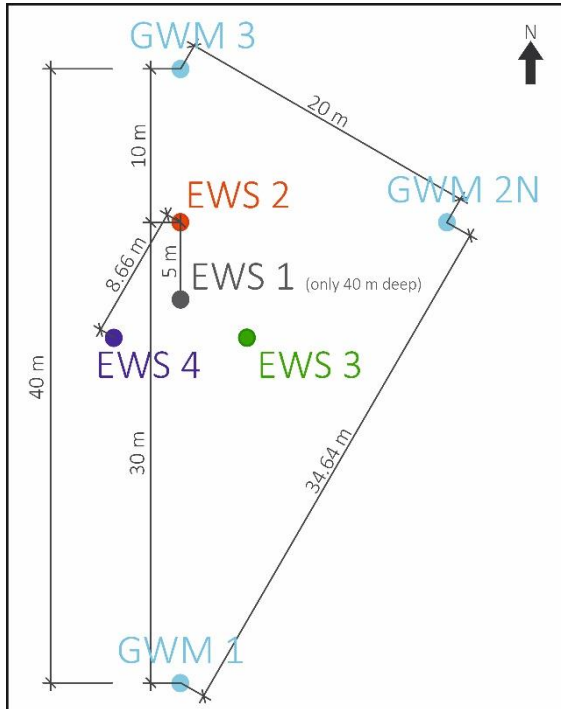 GWM 3
N
20 m
10 m
EWS 2
GWM 2N
8.66 m
5 m
EWS 1 (only 40 m deep)
EWS 4
EWS 3
40 m
30 m
34.64 m
GWM 1